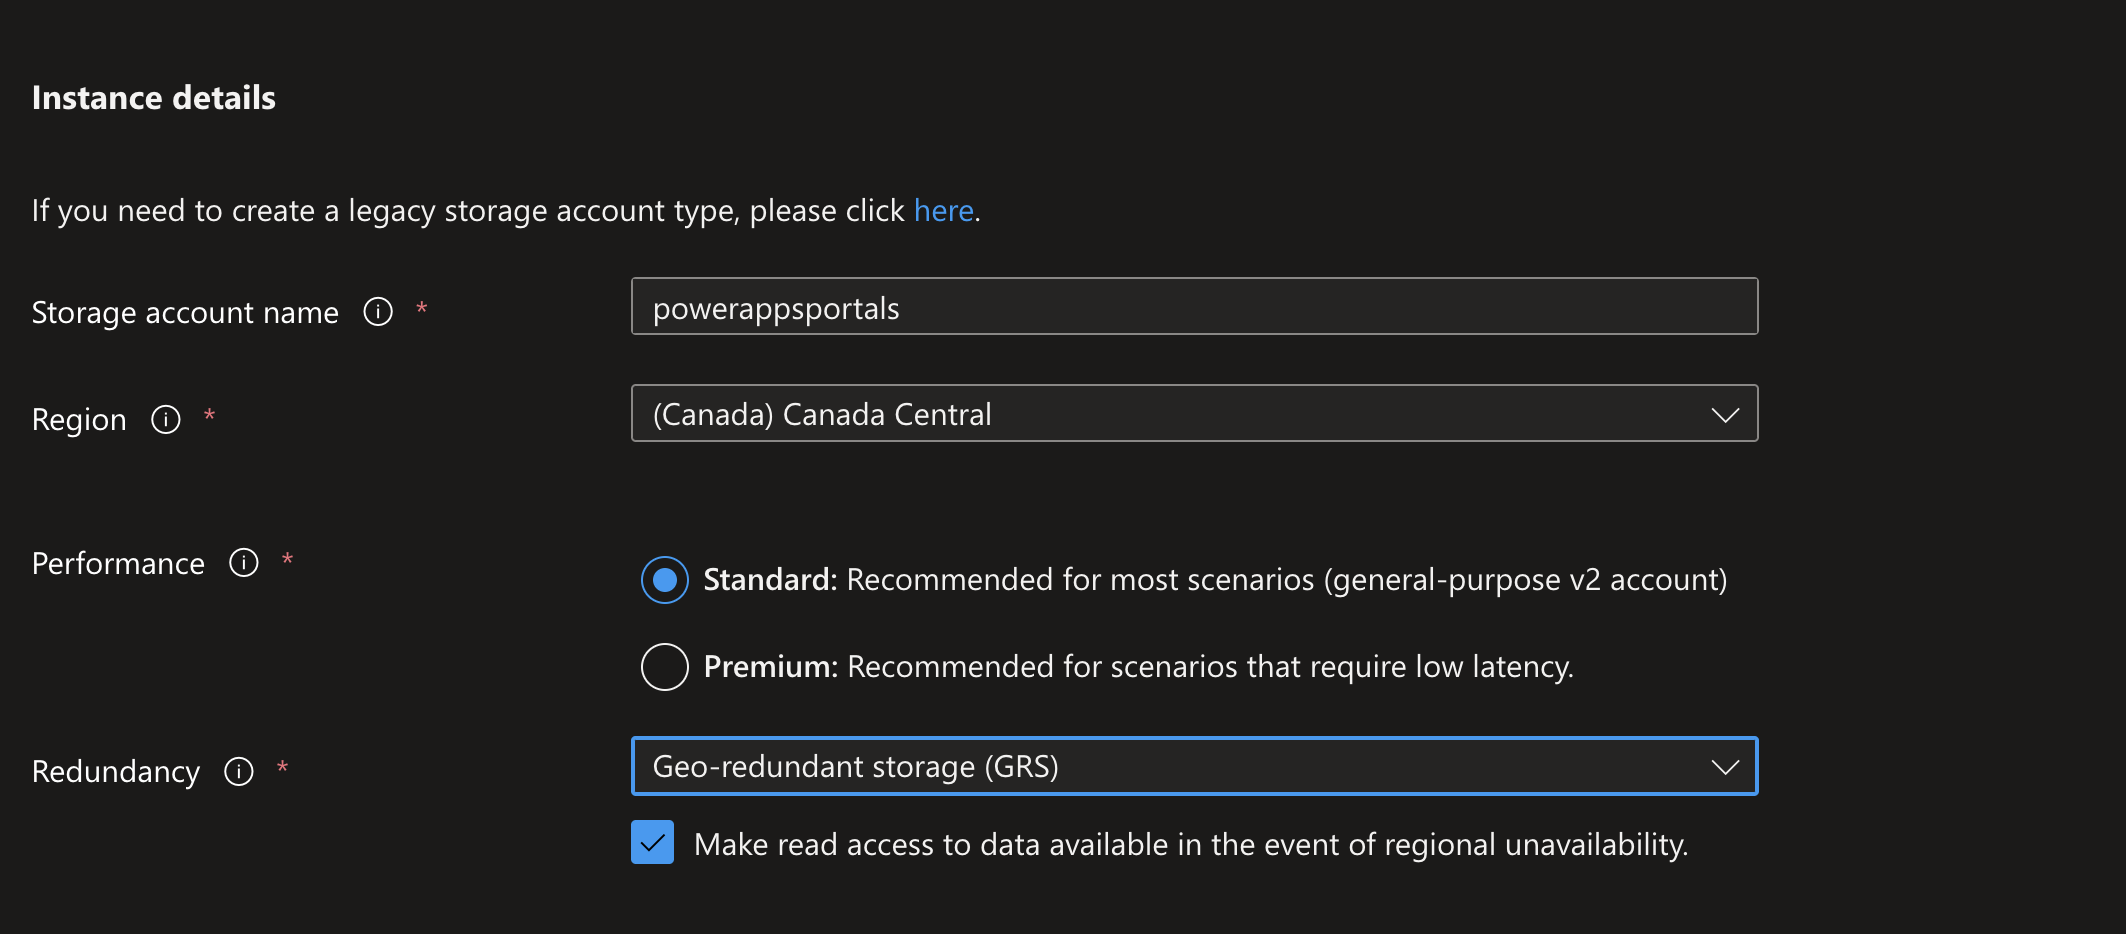 Instance details
If you need to create a legacy storage account type, please click here.
Storage account name *
powerappsportals
Region *
(Canada) Canada Central
Performance *
Standard: Recommended for most scenarios (general-purpose v2 account)
Premium: Recommended for scenarios that require low latency.
Redundancy *
Geo-redundant storage (GRS)
Make read access to data available in the event of regional unavailability.